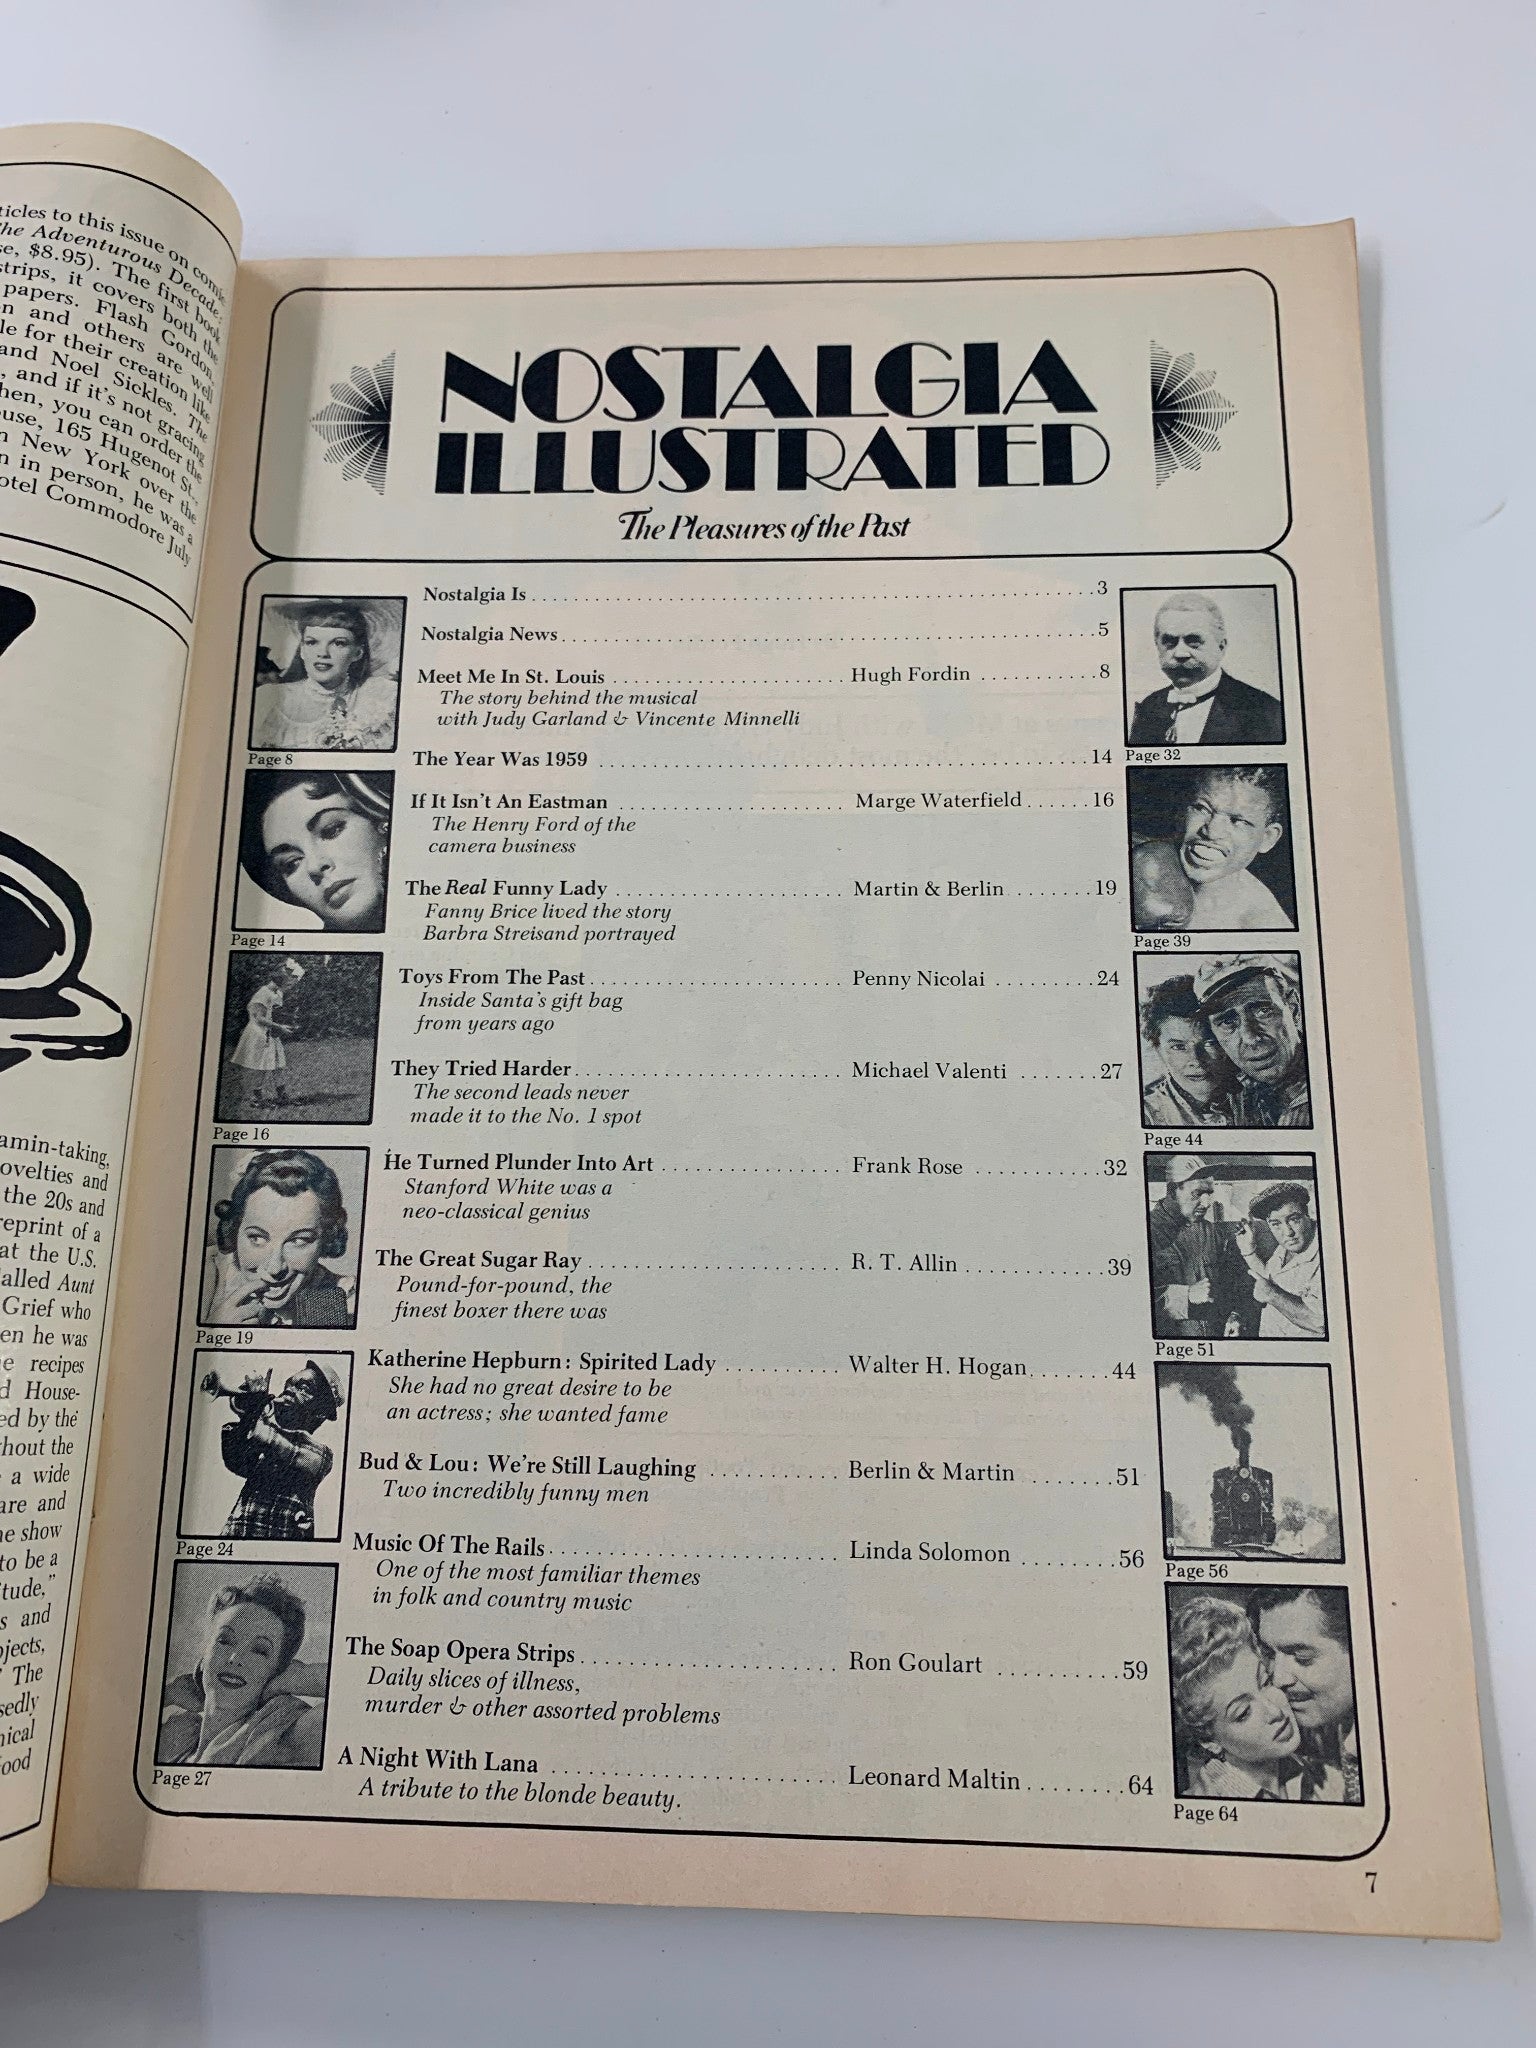 ticles to this issue on comic
The Adventurous Decade:
se, $8.95). The first book
strips, it covers both the
papers. Flash Gordon,
n and others are well
le for their creation like
and Noel Sickles. The
, and if it's not gracing
hen, you can order the
ouse, 165 Hugenot St.,
n New York over the
n in person, he was a
otel Commodore July
amin-taking,
ovelties and
the 20s and
reprint of a
at the U.S.
alled Aunt
Grief who
en he was
e recipes
d House-
ed by the
thout the
a wide
are and
ne show
to be a
tude,"
s and
ojects,
The
sedly
nical
ood
NOSTALGIA
ILLUSTRATED
The Pleasures of the Past
Nostalgia Is 3
Nostalgia News 5
Meet Me In St. Louis Hugh Fordin 8
The story behind the musical
with Judy Garland & Vincente Minnelli
The Year Was 1959 14
If It Isn't An Eastman Marge Waterfield 16
The Henry Ford of the
camera business
The Real Funny Lady Martin & Berlin 19
Fanny Brice lived the story
Barbra Streisand portrayed
Toys From The Past Penny Nicolai 24
Inside Santa's gift bag
from years ago
They Tried Harder Michael Valenti 27
The second leads never
made it to the No. 1 spot
He Turned Plunder Into Art Frank Rose 32
Stanford White was a
neo-classical genius
The Great Sugar Ray R. T. Allin 39
Pound-for-pound, the
finest boxer there was
Katherine Hepburn: Spirited Lady Walter H. Hogan 44
She had no great desire to be
an actress; she wanted fame
Bud & Lou: We're Still Laughing Berlin & Martin 51
Two incredibly funny men
Music Of The Rails Linda Solomon 56
One of the most familiar themes
in folk and country music
The Soap Opera Strips Ron Goulart 59
Daily slices of illness,
murder & other assorted problems
A Night With Lana Leonard Maltin 64
A tribute to the blonde beauty.
Page 8
Page 14
Page 16
Page 19
Page 24
Page 27
Page 32
Page 39
Page 44
Page 51
Page 56
Page 64
7